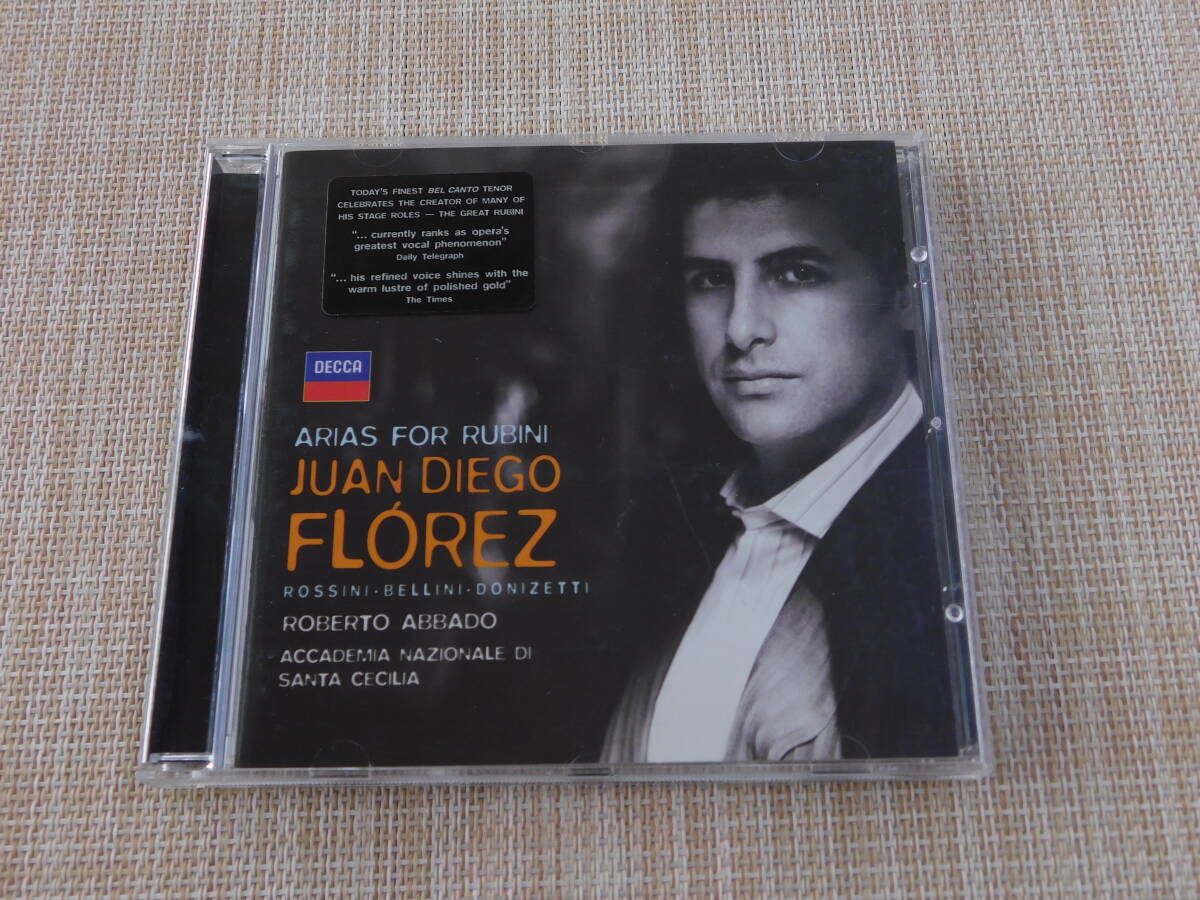 TODAY'S FINEST BEL CANTO TENOR
CELEBRATES THE CREATOR OF MANY OF
HIS STAGE ROLES — THE GREAT RUBINI
"... currently ranks as opera's
greatest vocal phenomenon"
Daily Telegraph
"... his refined voice shines with the
warm lustre of polished gold"
The Times
DECCA
ARIAS FOR RUBINI
JUAN DIEGO
FLÓREZ
ROSSINI·BELLINI·DONIZETTI
ROBERTO ABBADO
ACCADEMIA NAZIONALE DI
SANTA CECILIA